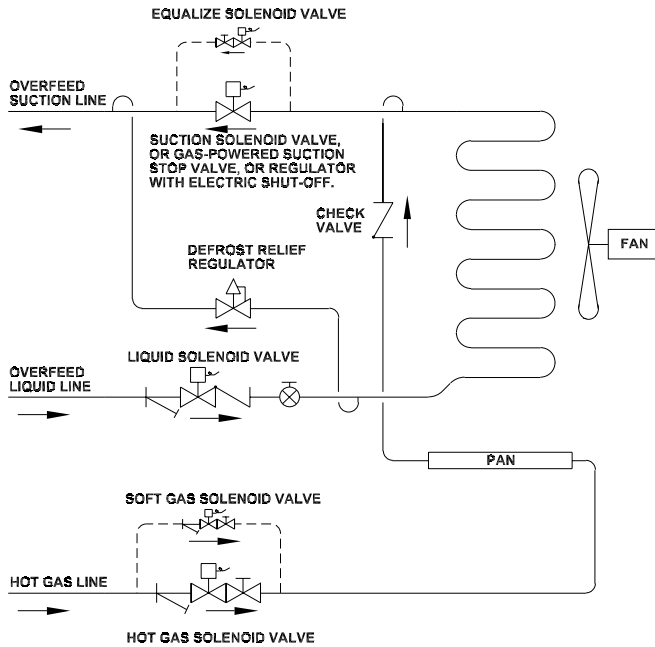 EQUALIZE SOLENOID VALVE
OVERFEED
SUCTION LINE
SUCTION SOLENOID VALVE,
OR GAS-POWERED SUCTION
STOP VALVE, OR REGULATOR
WITH ELECTRIC SHUT-OFF.
CHECK
VALVE
FAN
DEFROST RELIEF
REGULATOR
LIQUID SOLENOID VALVE
OVERFEED
LIQUID LINE
PAN
SOFT GAS SOLENOID VALVE
HOT GAS LINE
HOT GAS SOLENOID VALVE